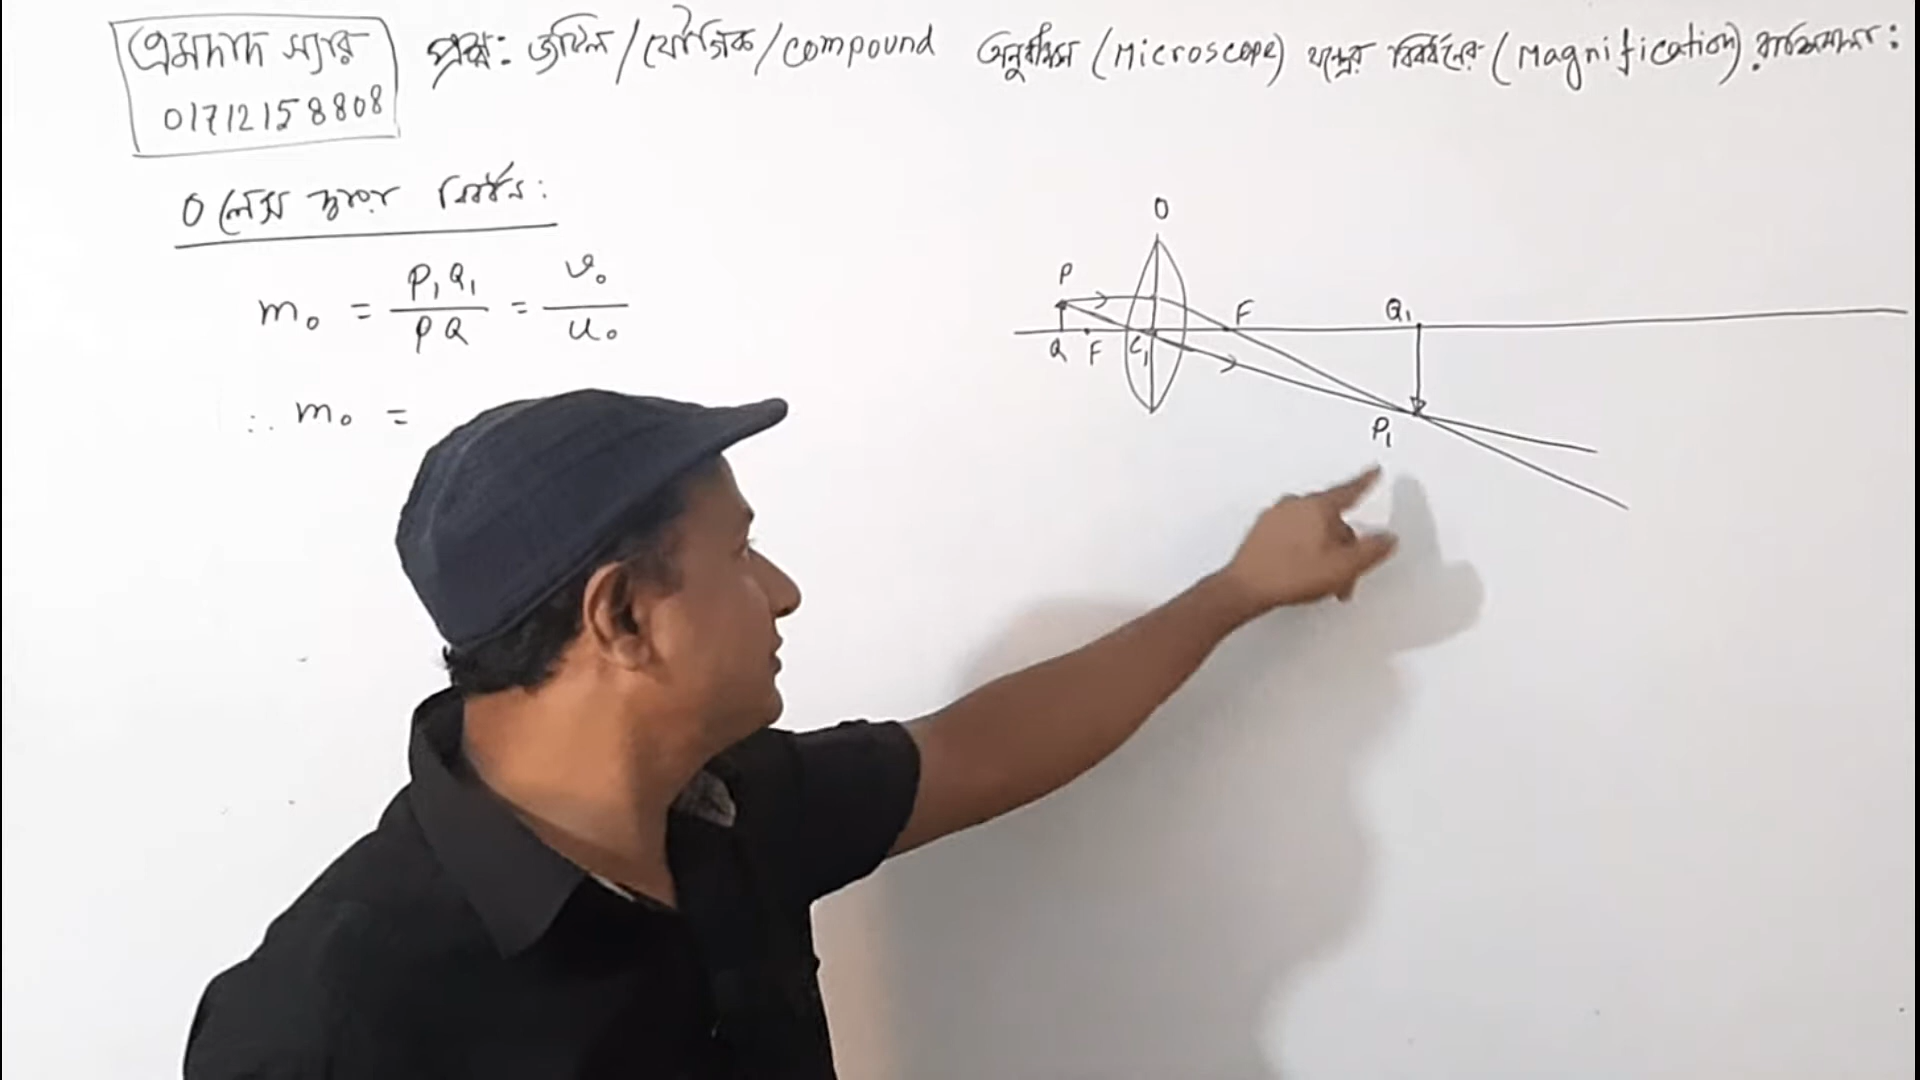 এমদাদ স্যার
01712158808
প্রশ্ন: জটিল/যৌগিক/compound অনুবীক্ষণ (Microscope) যন্ত্রের বিবর্ধনের (Magnification) রাশিমালা:
O লেন্স দ্বারা বিবর্ধন:
m₀ = P₁Q₁/PQ = v₀/u₀
∴ m₀ =
O
P
F
Q₁
Q F C₁
P₁